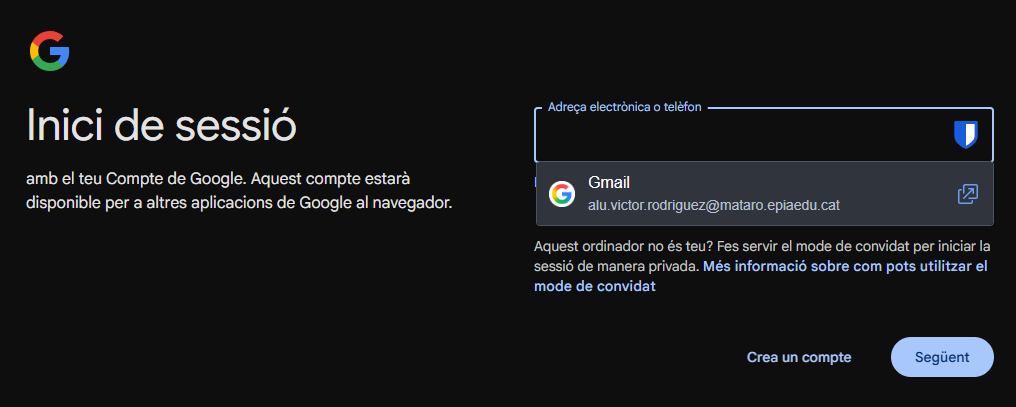 Inici de sessió
amb el teu Compte de Google. Aquest compte estarà
disponible per a altres aplicacions de Google al navegador.
Adreça electrònica o telèfon
Gmail
alu.victor.rodriguez@mataro.epiaedu.cat
Aquest ordinador no és teu? Fes servir el mode de convidat per iniciar la
sessió de manera privada. Més informació sobre com pots utilitzar el
mode de convidat
Crea un compte
Següent